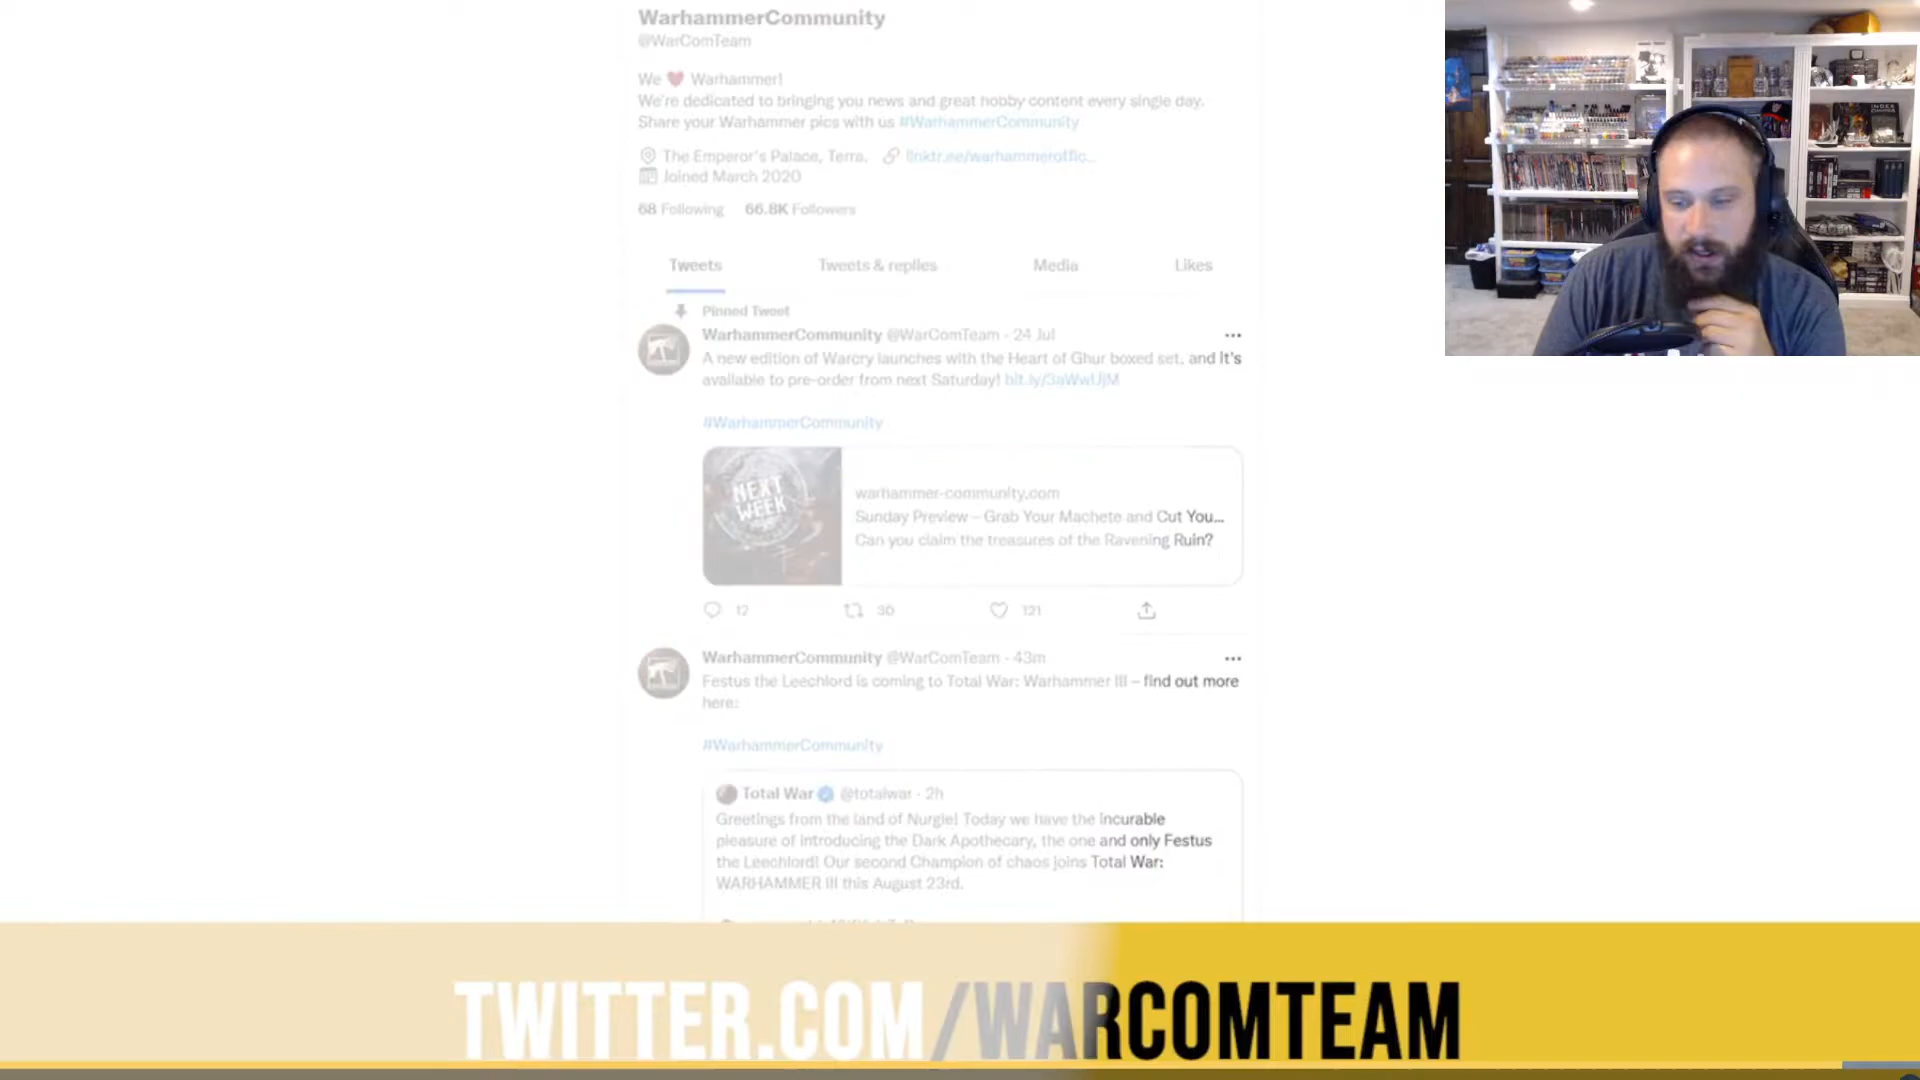 WarhammerCommunity
@WarComTeam
We ❤ Warhammer!
We're dedicated to bringing you news and great hobby content every single day.
Share your Warhammer pics with us #WarhammerCommunity
The Emperor's Palace, Terra. linktr.ee/warhammeroffic...
Joined March 2020
68 Following 66.8K Followers
Tweets Tweets & replies Media Likes
Pinned Tweet
WarhammerCommunity @WarComTeam · 24 Jul
A new edition of Warcry launches with the Heart of Ghur boxed set, and it's
available to pre-order from next Saturday! bit.ly/3aWwUjM
#WarhammerCommunity
NEXT
WEEK
warhammer-community.com
Sunday Preview – Grab Your Machete and Cut You...
Can you claim the treasures of the Ravening Ruin?
12 30 121
WarhammerCommunity @WarComTeam · 43m
Festus the Leechlord is coming to Total War: Warhammer III – find out more
here:
#WarhammerCommunity
Total War @totalwar · 2h
Greetings from the land of Nurgle! Today we have the incurable
pleasure of introducing the Dark Apothecary, the one and only Festus
the Leechlord! Our second Champion of chaos joins Total War:
WARHAMMER III this August 23rd.
TWITTER.COM/WARCOMTEAM